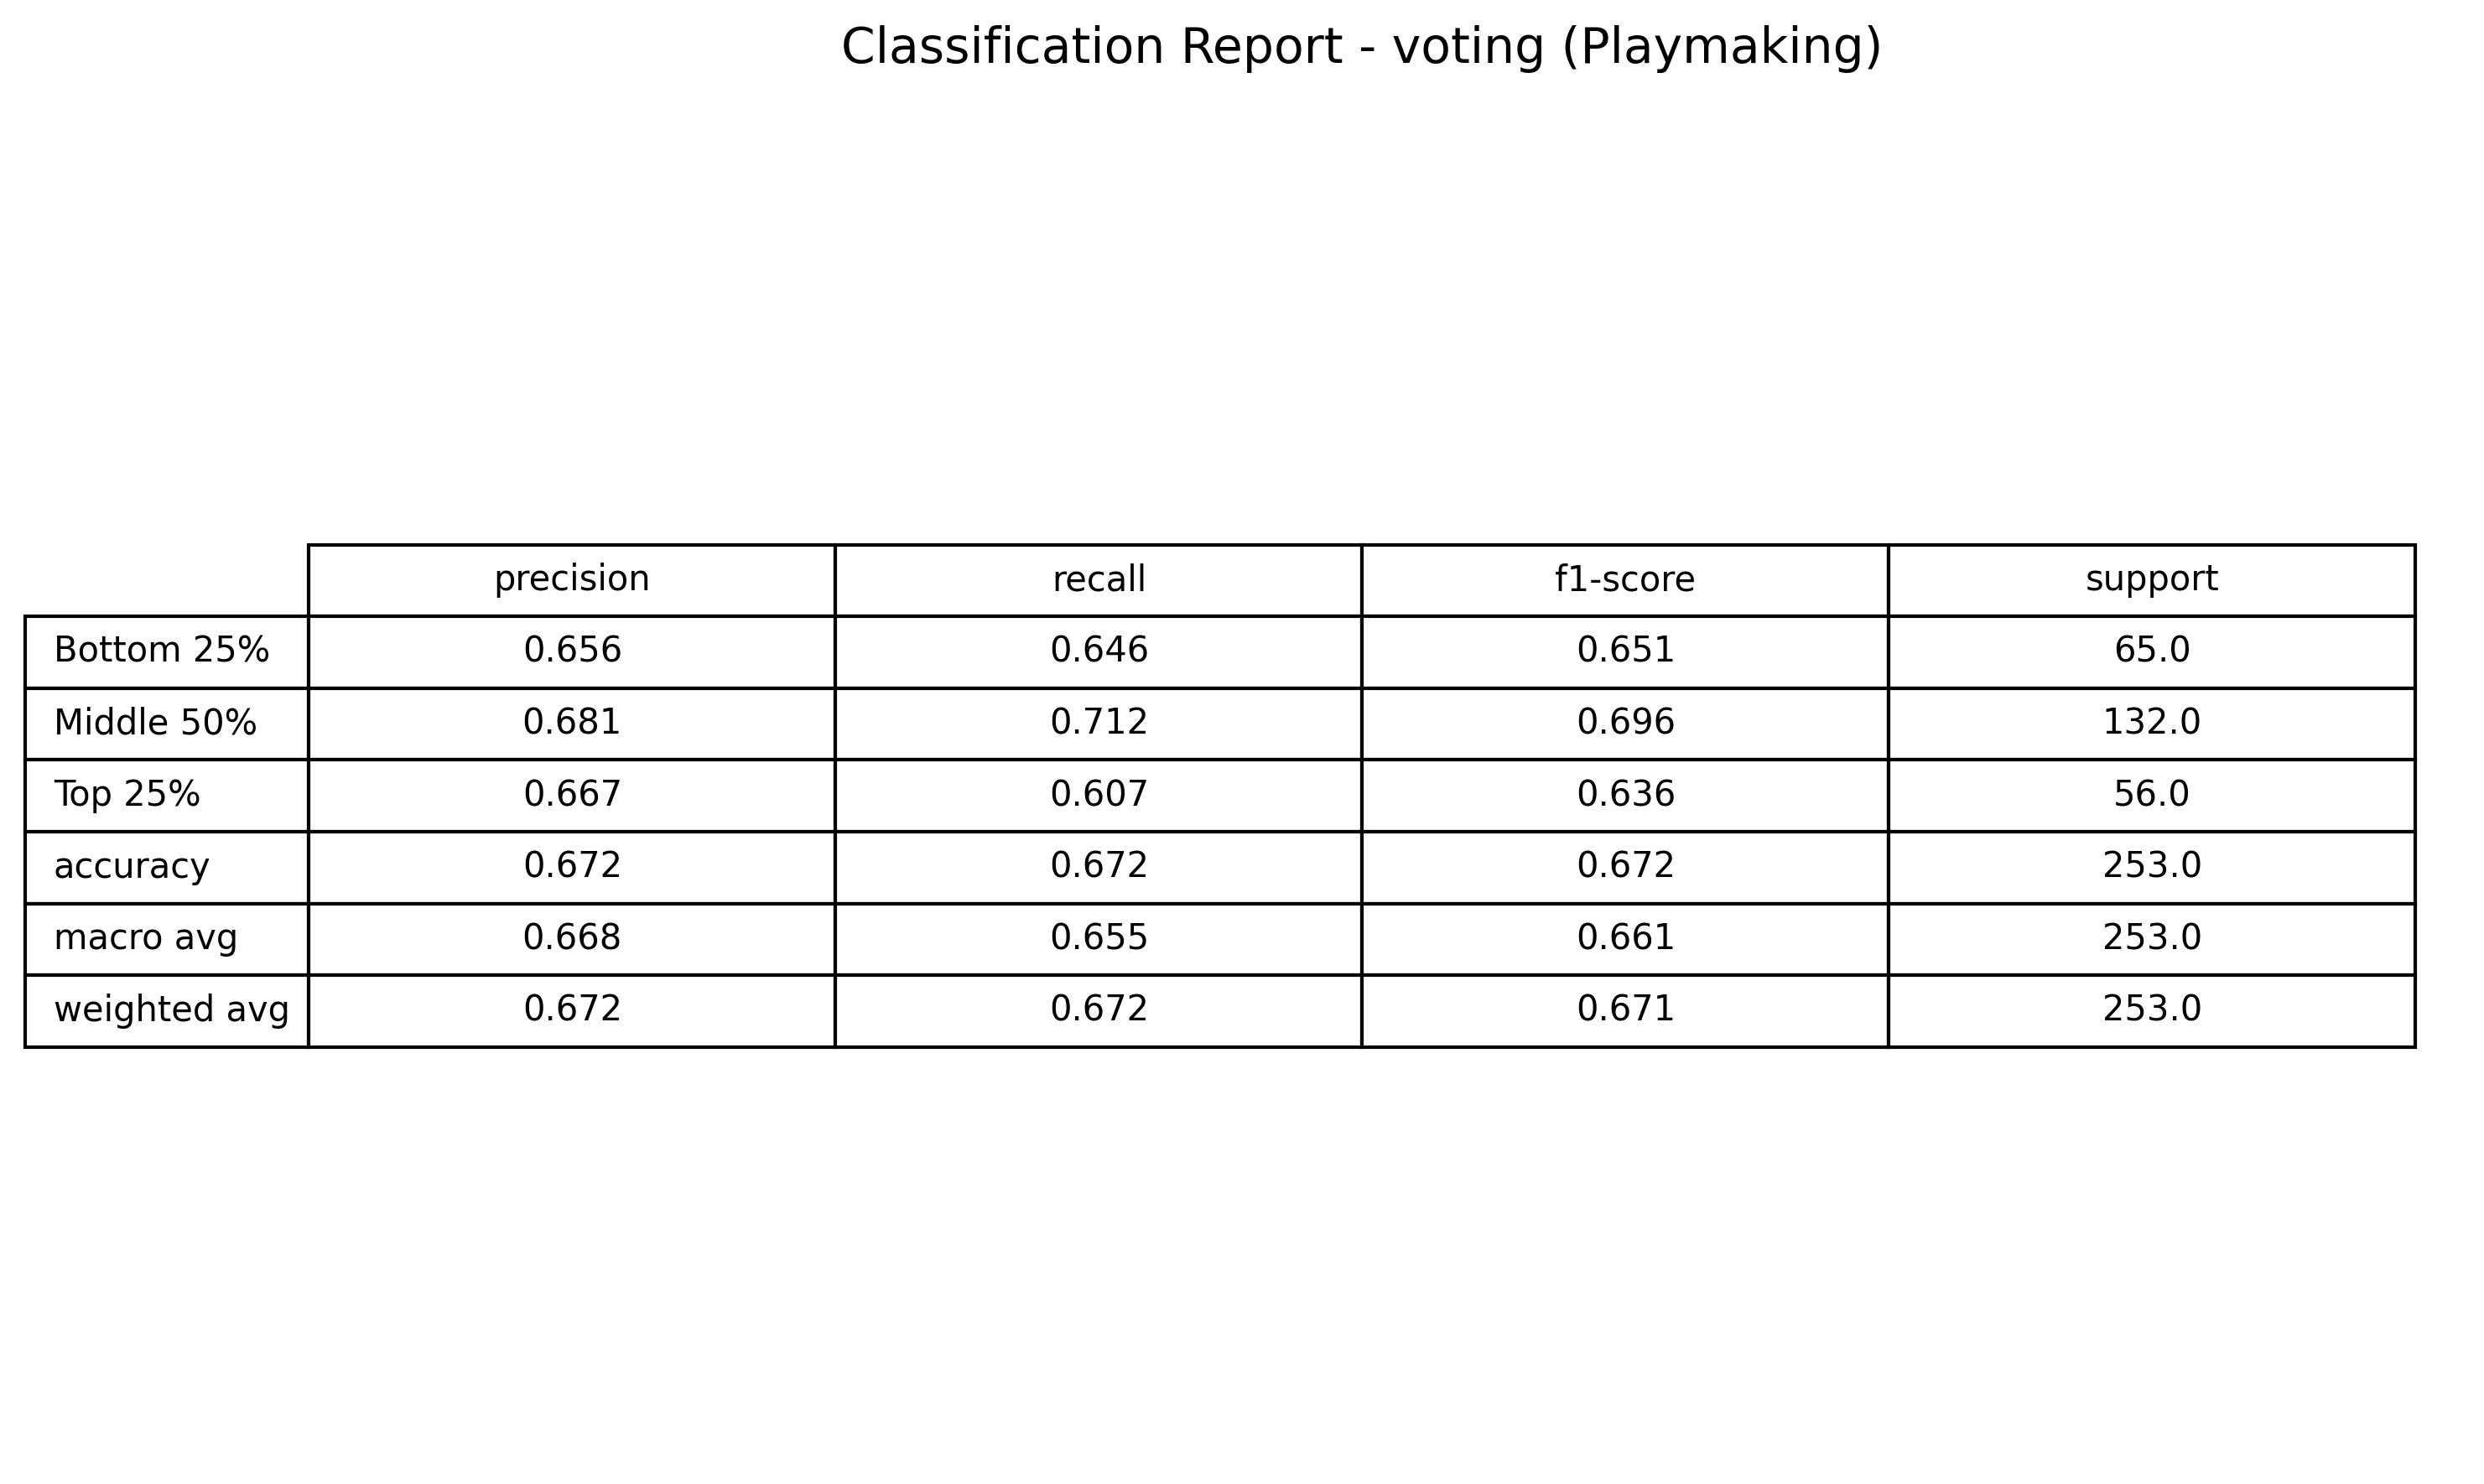 Classification Report - voting (Playmaking)
precision recall f1-score support
Bottom 25% 0.656 0.646 0.651 65.0
Middle 50% 0.681 0.712 0.696 132.0
Top 25% 0.667 0.607 0.636 56.0
accuracy 0.672 0.672 0.672 253.0
macro avg 0.668 0.655 0.661 253.0
weighted avg 0.672 0.672 0.671 253.0